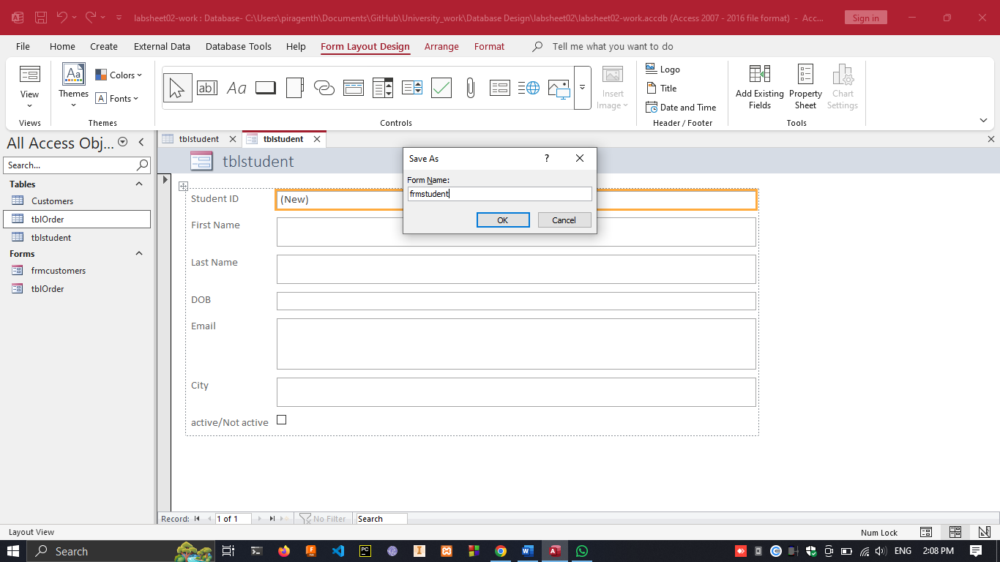 labsheet02-work : Database- C:\Users\piragenth\Documents\GitHub\University_work\Database Design\labsheet02\labsheet02-work.accdb (Access 2007 - 2016 file format) - Acc...
Sign in
File Home Create External Data Database Tools Help Form Layout Design Arrange Format Tell me what you want to do
View
Views
Aa
Themes
Colors
Fonts
Themes
ab
Aa
Controls
Insert Image
Logo
Title
Date and Time
Header / Footer
Add Existing Fields
Property Sheet
Chart Settings
Tools
All Access Obj...
Search...
Tables
Customers
tblOrder
tblstudent
Forms
frmcustomers
tblOrder
tblstudent
tblstudent
tblstudent
Save As
?
Form Name:
frmstudent
OK Cancel
Student ID
(New)
First Name
Last Name
DOB
Email
City
active/Not active
Record: 1 of 1 No Filter Search
Layout View
Num Lock
Search
PC
ENG
2:08 PM